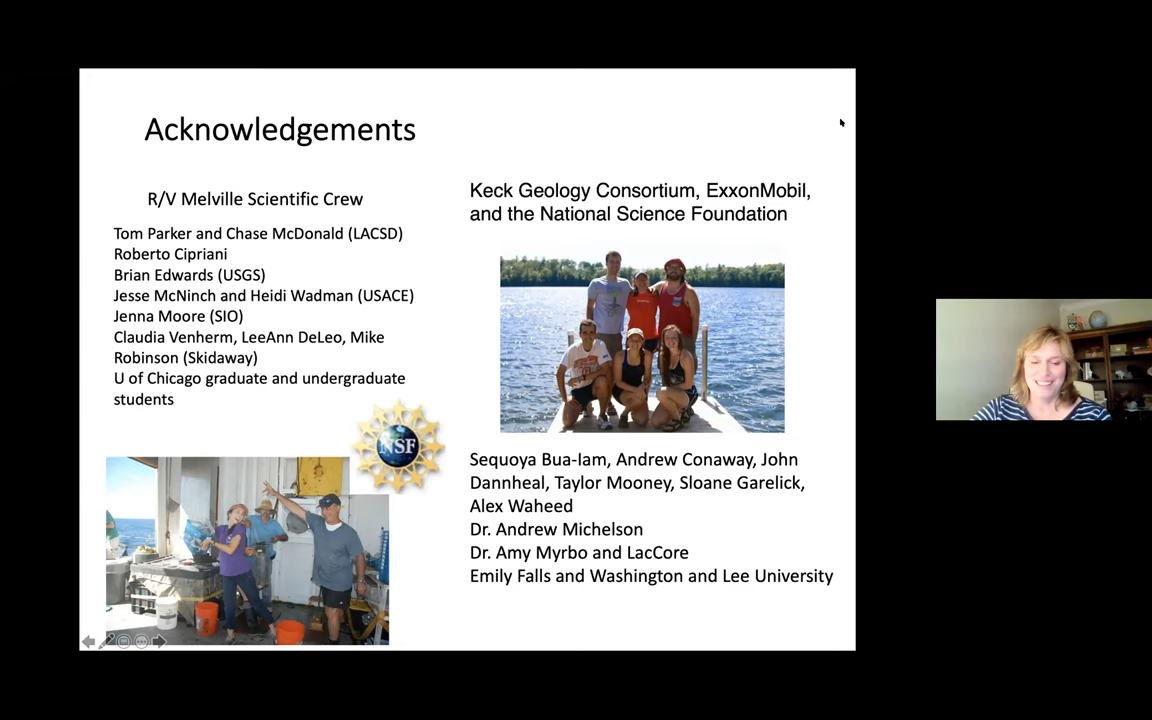 Acknowledgements
R/V Melville Scientific Crew
Tom Parker and Chase McDonald (LACSD)
Roberto Cipriani
Brian Edwards (USGS)
Jesse McNinch and Heidi Wadman (USACE)
Jenna Moore (SIO)
Claudia Venherm, LeeAnn DeLeo, Mike
Robinson (Skidaway)
U of Chicago graduate and undergraduate
students
NSF
Keck Geology Consortium, ExxonMobil,
and the National Science Foundation
Sequoya Bua-Iam, Andrew Conaway, John
Dannheal, Taylor Mooney, Sloane Garelick,
Alex Waheed
Dr. Andrew Michelson
Dr. Amy Myrbo and LacCore
Emily Falls and Washington and Lee University